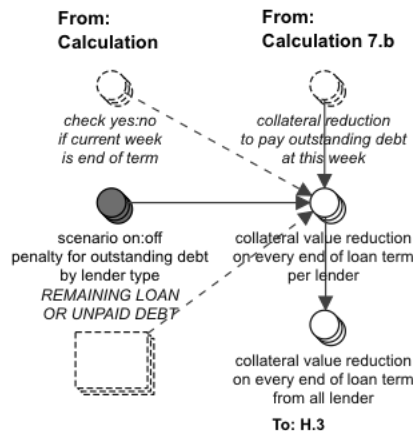 From:
Calculation
From:
Calculation 7.b
check yes:no
if current week
is end of term
collateral reduction
to pay outstanding debt
at this week
scenario on:off
penalty for outstanding debt
by lender type
REMAINING LOAN
OR UNPAID DEBT
collateral value reduction
on every end of loan term
per lender
collateral value reduction
on every end of loan term
from all lender
To: H.3